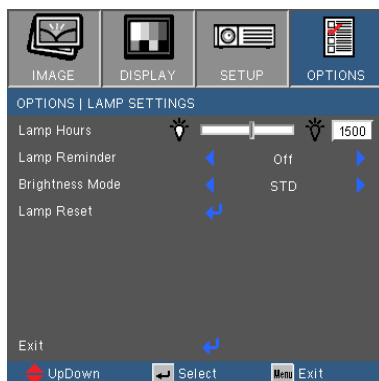 IMAGE DISPLAY SETUP OPTIONS
OPTIONS | LAMP SETTINGS
Lamp Hours 1500
Lamp Reminder Off
Brightness Mode STD
Lamp Reset
Exit
UpDown Select Menu Exit